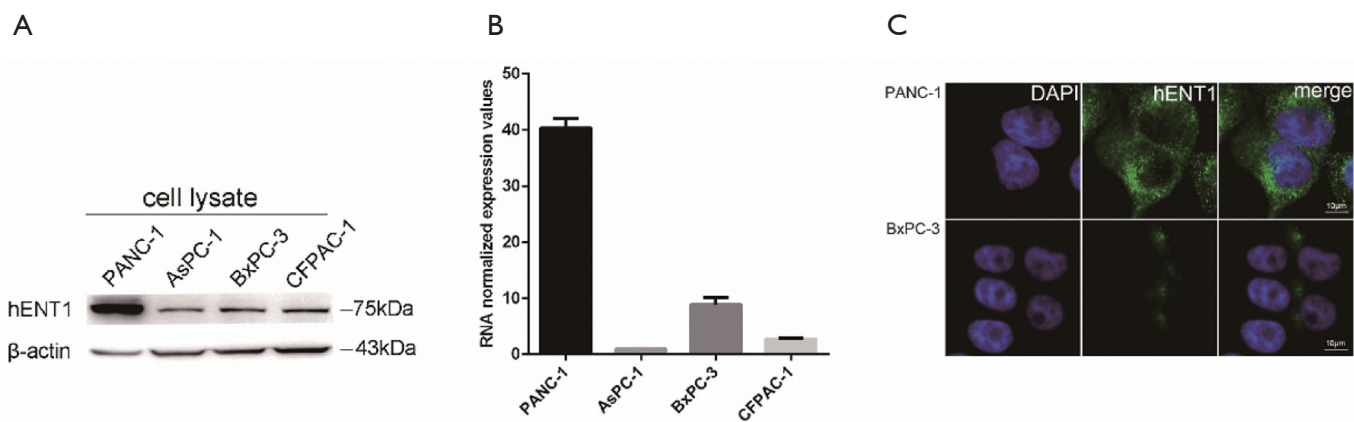 A
B
C
cell lysate
PANC-1
AsPC-1
BxPC-3
CFPAC-1
hENT1
–75kDa
β-actin
–43kDa
RNA normalized expression values
50
40
30
20
10
0
PANC-1
AsPC-1
BxPC-3
CFPAC-1
PANC-1
DAPI
hENT1
merge
10μm
BxPC-3
10μm